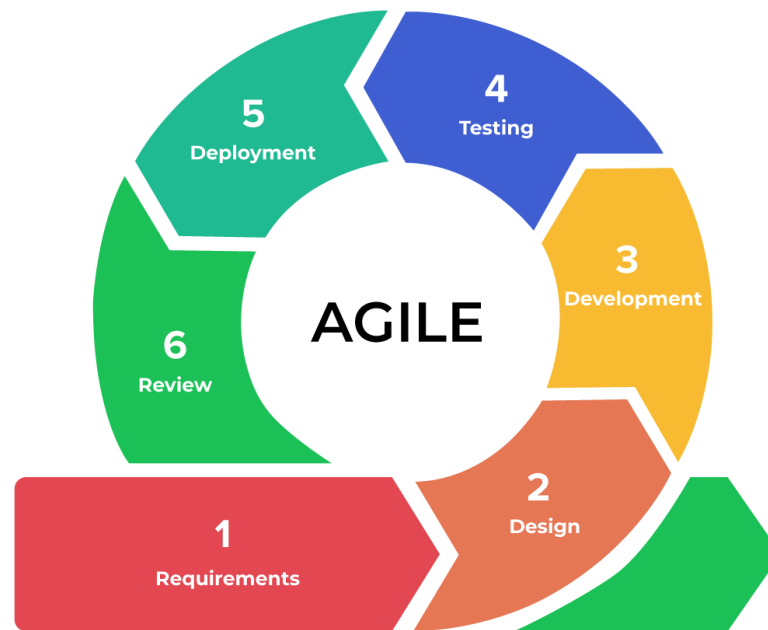 5
Deployment
4
Testing
3
Development
AGILE
6
Review
2
Design
1
Requirements